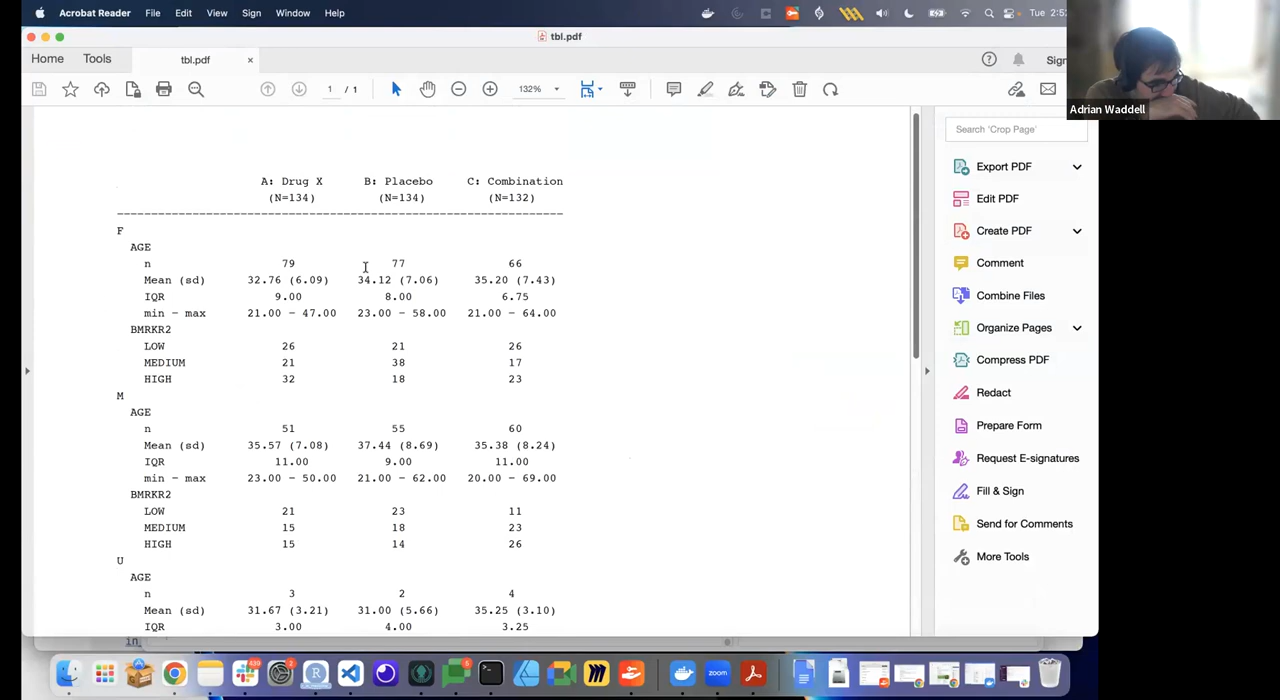 Acrobat Reader File Edit View Sign Window Help Tue 2:5
tbl.pdf
Home Tools tbl.pdf × Sign
1 / 1 132%
Adrian Waddell
Search 'Crop Page'
Export PDF
Edit PDF
Create PDF
Comment
Combine Files
Organize Pages
Compress PDF
Redact
Prepare Form
Request E-signatures
Fill & Sign
Send for Comments
More Tools
A: Drug X B: Placebo C: Combination
(N=134) (N=134) (N=132)
F
AGE
n 79 77 66
Mean (sd) 32.76 (6.09) 34.12 (7.06) 35.20 (7.43)
IQR 9.00 8.00 6.75
min - max 21.00 - 47.00 23.00 - 58.00 21.00 - 64.00
BMRKR2
LOW 26 21 26
MEDIUM 21 38 17
HIGH 32 18 23
M
AGE
n 51 55 60
Mean (sd) 35.57 (7.08) 37.44 (8.69) 35.38 (8.24)
IQR 11.00 9.00 11.00
min - max 23.00 - 50.00 21.00 - 62.00 20.00 - 69.00
BMRKR2
LOW 21 23 11
MEDIUM 15 18 23
HIGH 15 14 26
U
AGE
n 3 2 4
Mean (sd) 31.67 (3.21) 31.00 (5.66) 35.25 (3.10)
IQR 3.00 4.00 3.25
in
zoom